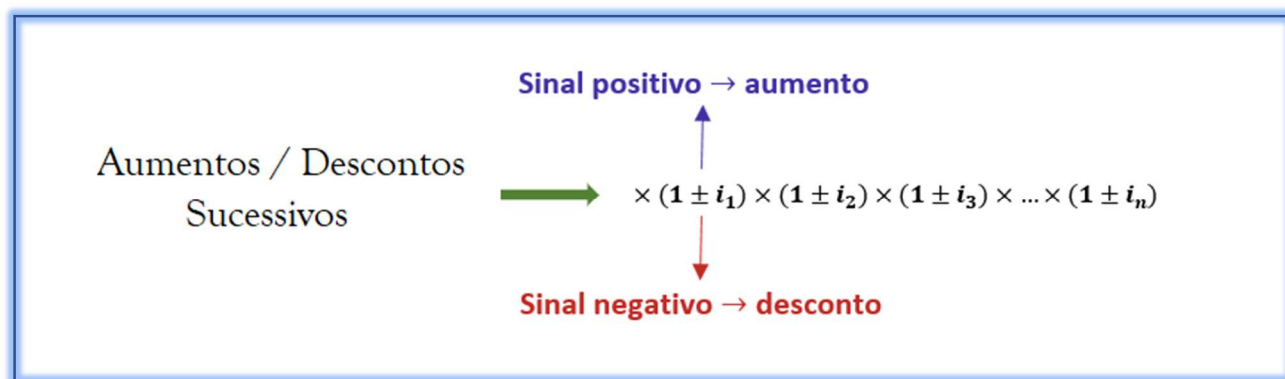 Sinal positivo → aumento
Aumentos / Descontos
Sucessivos
× (1 ± i₁) × (1 ± i₂) × (1 ± i₃) × … × (1 ± iₙ)
Sinal negativo → desconto